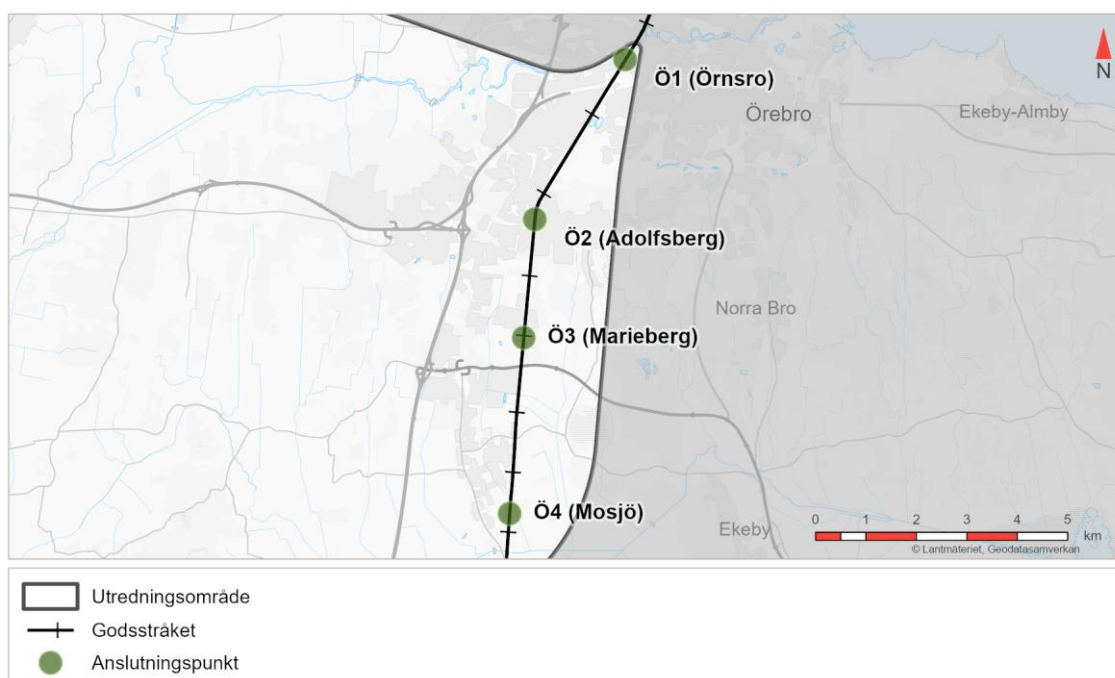 N
Ö1 (Örnsro)
Örebro
Ekeby-Almby
Ö2 (Adolfsberg)
Norra Bro
Ö3 (Marieberg)
Ö4 (Mosjö)
Ekeby
0 1 2 3 4 5
km
© Lantmäteriet, Geodatasamverkan
Utredningsområde
Godsstråket
Anslutningspunkt